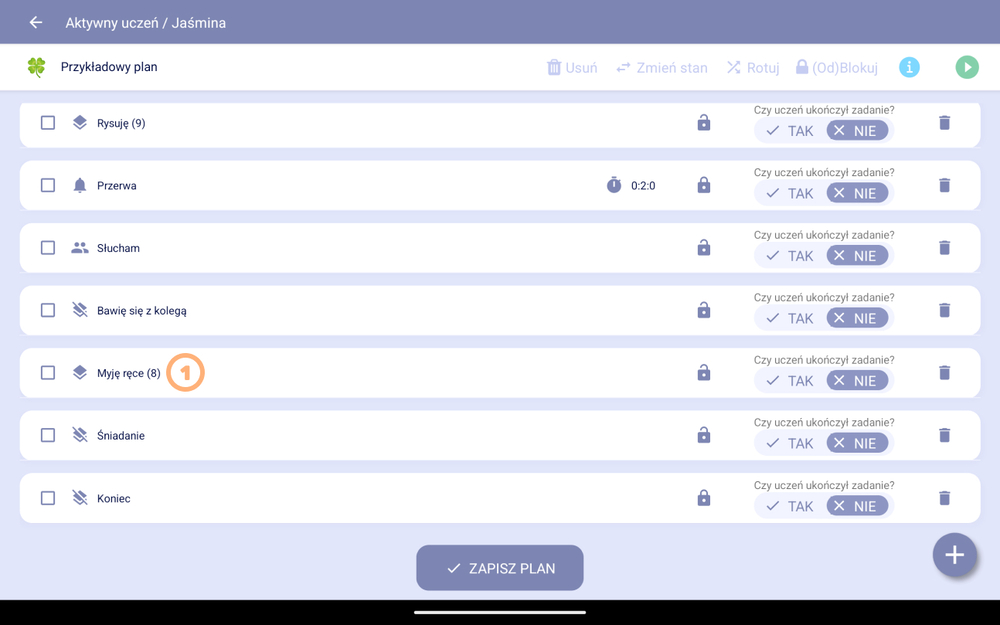 Aktywny uczeń / Jaśmina
Przykładowy plan
Usuń
Zmień stan
Rotuj
(Od)Blokuj
Rysuję (9)
Czy uczeń ukończył zadanie?
TAK
NIE
Przerwa
0:2:0
Czy uczeń ukończył zadanie?
TAK
NIE
Słucham
Czy uczeń ukończył zadanie?
TAK
NIE
Bawię się z kolegą
Czy uczeń ukończył zadanie?
TAK
NIE
Myję ręce (8)
1
Czy uczeń ukończył zadanie?
TAK
NIE
Śniadanie
Czy uczeń ukończył zadanie?
TAK
NIE
Koniec
Czy uczeń ukończył zadanie?
TAK
NIE
ZAPISZ PLAN